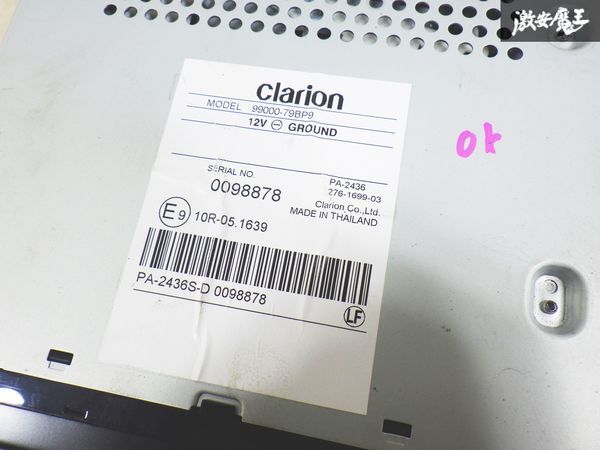 激安魔王
clarion
MODEL 99000-79BP9
12V ⊖ GROUND
SERIAL NO.
0098878
PA-2436
276-1699-03
Clarion Co.,Ltd.
MADE IN THAILAND
E9 10R-05.1639
PA-2436S-D 0098878
LF
ok